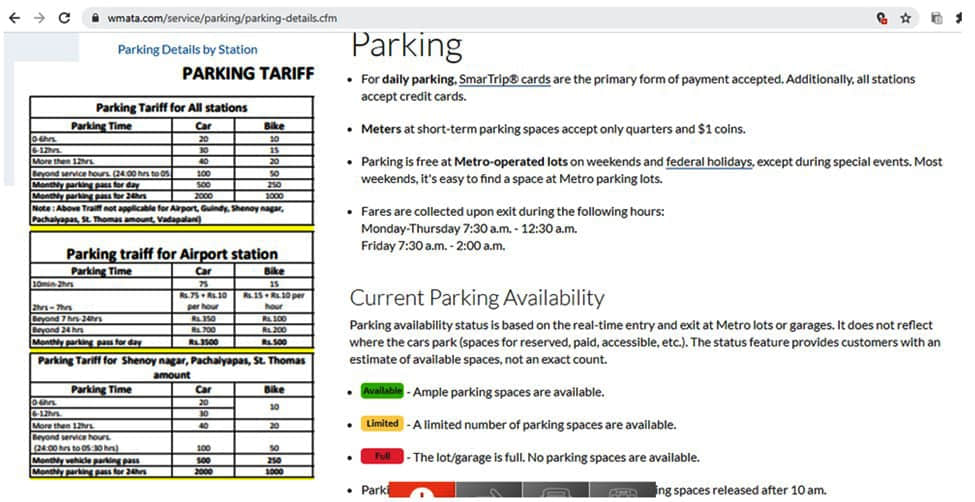 wmata.com/service/parking/parking-details.cfm
Parking Details by Station
PARKING TARIFF
Parking Tariff for All stations
Parking Time Car Bike
0-6hrs. 20 10
6-12hrs. 30 15
More then 12hrs. 40 20
Beyond service hours. (24:00 hrs to 05 100 50
Monthly parking pass for day 500 250
Monthly parking pass for 24hrs 2000 1000
Note : Above Traiff not applicable for Airport, Guindy, Shenoy nagar,
Pachaiyapas, St. Thomas amount, Vadapalani)
Parking traiff for Airport station
Parking Time Car Bike
10min-2hrs 75 15
2hrs – 7hrs Rs.75 + Rs.10 per hour Rs.15 + Rs.10 per hour
Beyond 7 hrs-24hrs Rs.350 Rs.100
Beyond 24 hrs Rs.700 Rs.200
Monthly parking pass for day Rs.3500 Rs.500
Parking Tariff for Shenoy nagar, Pachaiyapas, St. Thomas
amount
Parking Time Car Bike
0-6hrs. 20 10
6-12hrs. 30
More then 12hrs. 40 20
Beyond service hours.
(24:00 hrs to 05:30 hrs) 100 50
Monthly vehicle parking pass 500 250
Monthly parking pass for 24hrs 2000 1000
Parking
• For daily parking, SmarTrip® cards are the primary form of payment accepted. Additionally, all stations
accept credit cards.
• Meters at short-term parking spaces accept only quarters and $1 coins.
• Parking is free at Metro-operated lots on weekends and federal holidays, except during special events. Most
weekends, it's easy to find a space at Metro parking lots.
• Fares are collected upon exit during the following hours:
Monday-Thursday 7:30 a.m. - 12:30 a.m.
Friday 7:30 a.m. - 2:00 a.m.
Current Parking Availability
Parking availability status is based on the real-time entry and exit at Metro lots or garages. It does not reflect
where the cars park (spaces for reserved, paid, accessible, etc.). The status feature provides customers with an
estimate of available spaces, not an exact count.
• Available - Ample parking spaces are available.
• Limited - A limited number of parking spaces are available.
• Full - The lot/garage is full. No parking spaces are available.
• Parki ing spaces released after 10 am.